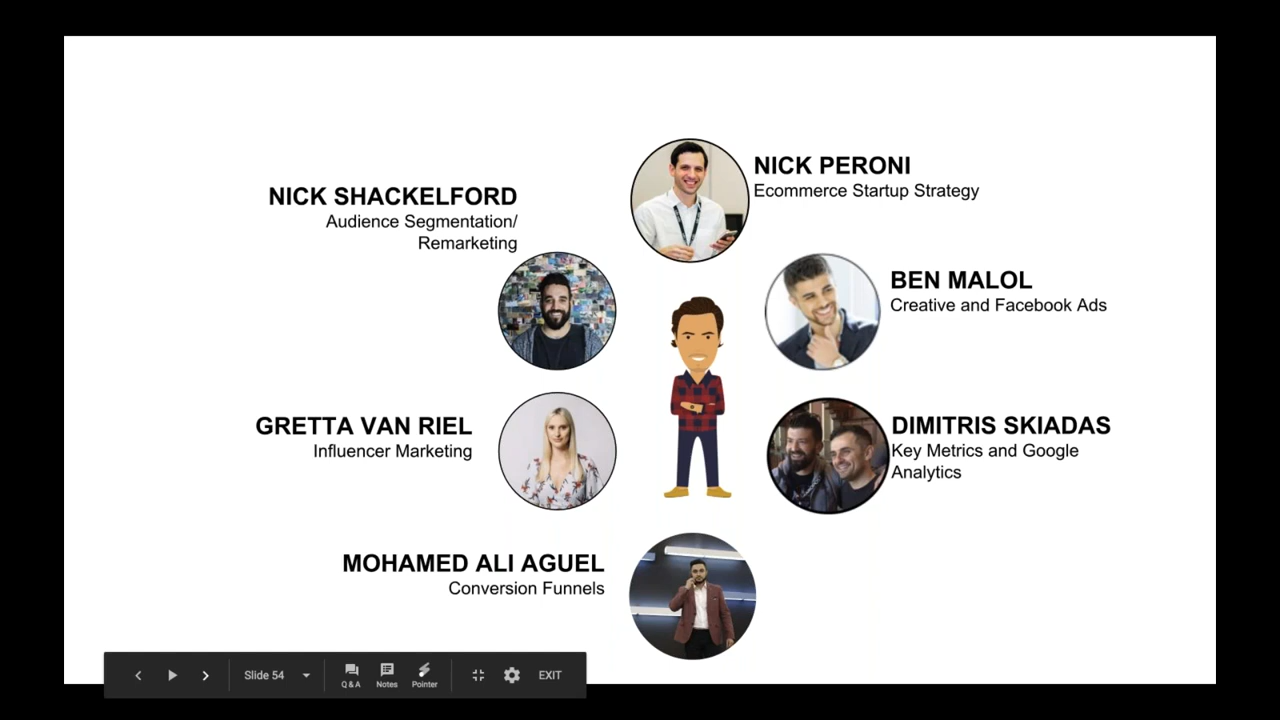 NICK PERONI
Ecommerce Startup Strategy
NICK SHACKELFORD
Audience Segmentation/
Remarketing
BEN MALOL
Creative and Facebook Ads
GRETTA VAN RIEL
Influencer Marketing
DIMITRIS SKIADAS
Key Metrics and Google
Analytics
MOHAMED ALI AGUEL
Conversion Funnels
Slide 54
Q & A
Notes
Pointer
EXIT